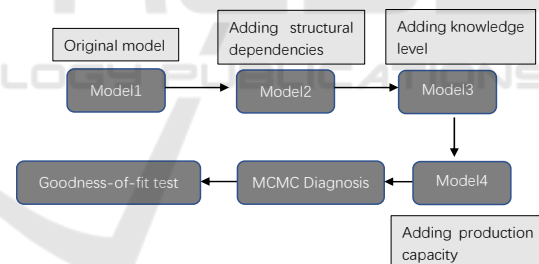 Original model
Adding structural
dependencies
Adding knowledge
level
Model1
Model2
Model3
Goodness-of-fit test
MCMC Diagnosis
Model4
Adding production
capacity